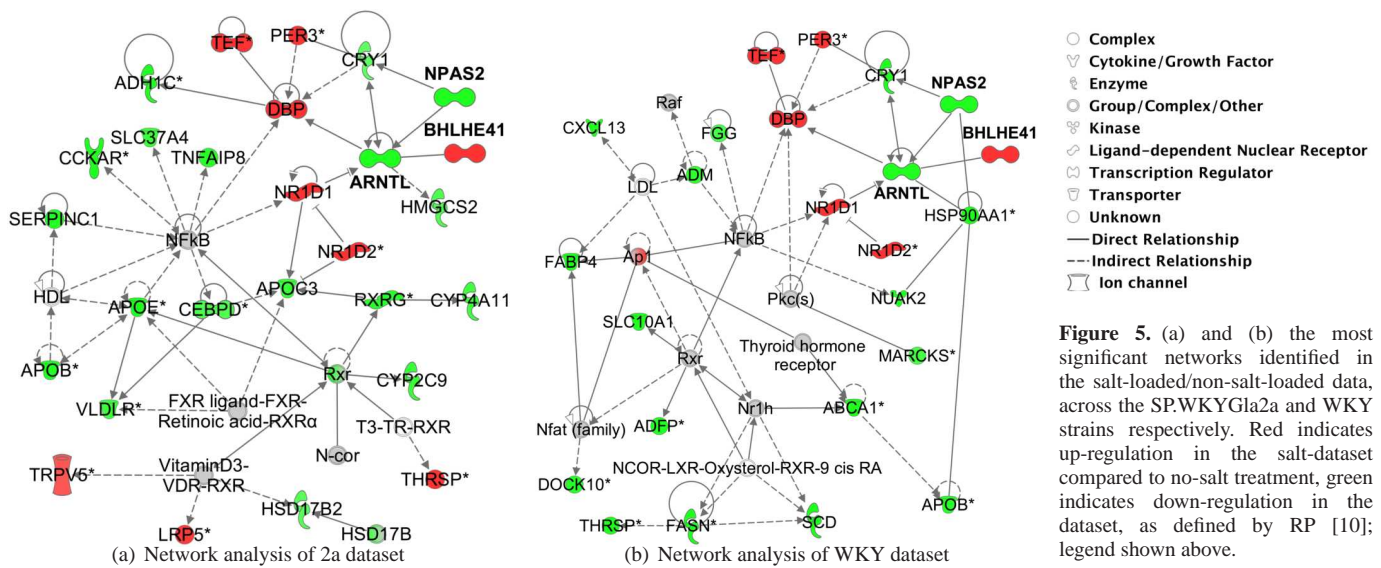 TEF*
PER3*
CRY1
ADH1C*
NPAS2
DBP
BHLHE41
SLC37A4
CCKAR*
TNFAIP8
ARNTL
NR1D1
HMGCS2
SERPINC1
NFkB
NR1D2*
HDL
APOC3
APOE*
CEBPD*
RXRG*
CYP4A11
APOB*
Rxr
CYP2C9
VLDLR*
FXR ligand-FXR-
Retinoic acid-RXRα
T3-TR-RXR
N-cor
TRPV5*
VitaminD3-
VDR-RXR
THRSP*
HSD17B2
LRP5*
HSD17B
(a) Network analysis of 2a dataset
TEF*
PER3*
CRY1
NPAS2
Raf
CXCL13
FGG
DBP
BHLHE41
LDL
ADM
ARNTL
NR1D1
HSP90AA1*
NFkB
NR1D2*
FABP4
Ap1
Pkc(s)
NUAK2
SLC10A1
Rxr
Thyroid hormone
receptor
MARCKS*
Nr1h
ABCA1*
Nfat (family)
ADFP*
NCOR-LXR-Oxysterol-RXR-9 cis RA
DOCK10*
APOB*
THRSP*
FASN*
SCD
(b) Network analysis of WKY dataset
Complex
Cytokine/Growth Factor
Enzyme
Group/Complex/Other
Kinase
Ligand-dependent Nuclear Receptor
Transcription Regulator
Transporter
Unknown
Direct Relationship
Indirect Relationship
Ion channel
Figure 5. (a) and (b) the most
significant networks identified in
the salt-loaded/non-salt-loaded data,
across the SP.WKYGla2a and WKY
strains respectively. Red indicates
up-regulation in the salt-dataset
compared to no-salt treatment, green
indicates down-regulation in the
dataset, as defined by RP [10];
legend shown above.